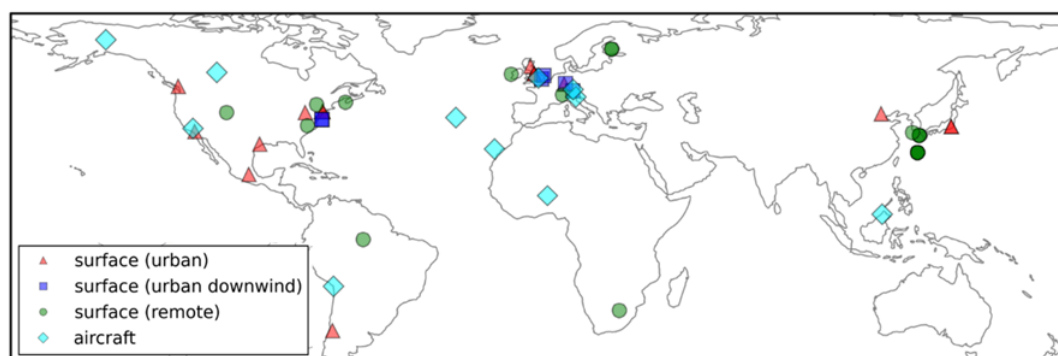 surface (urban)
surface (urban downwind)
surface (remote)
aircraft